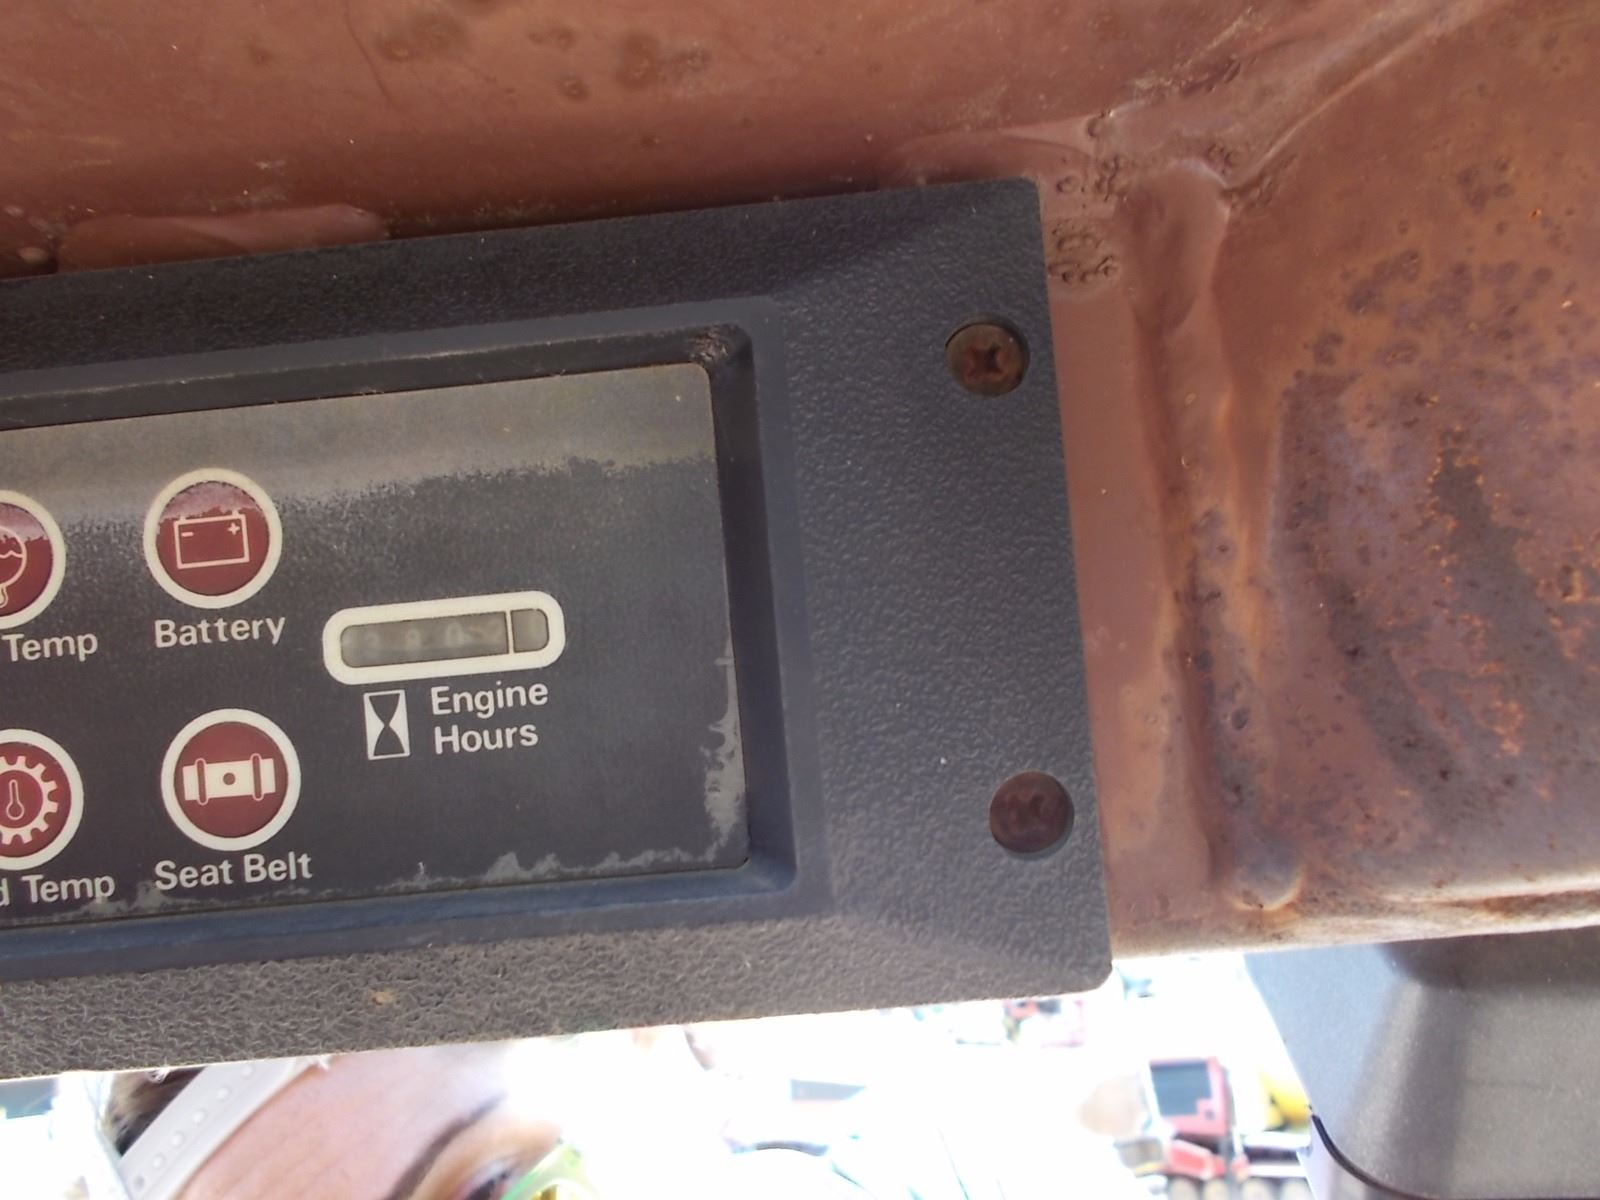 Temp
Battery
Engine
Hours
d Temp
Seat Belt